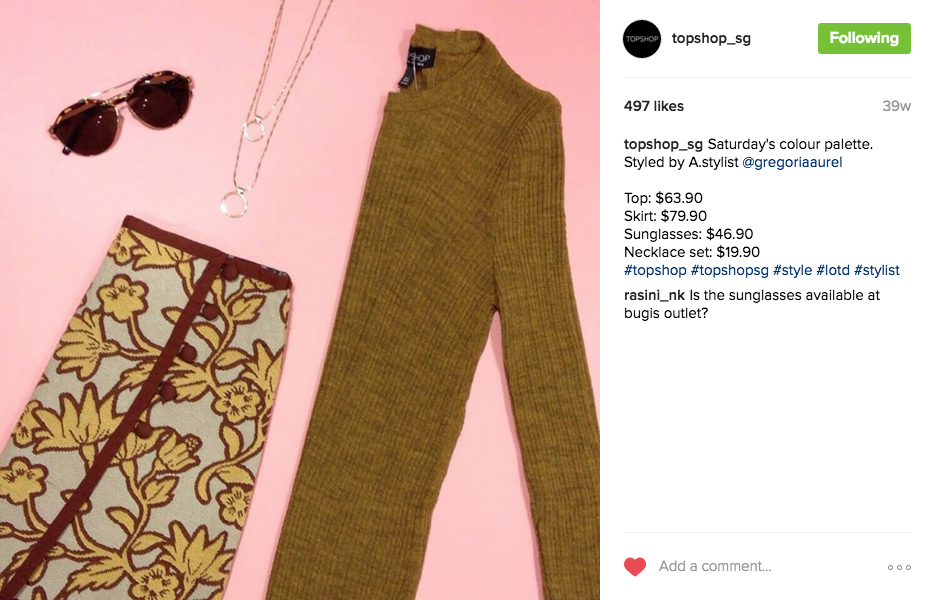 TOPSHOP
topshop_sg
Following
497 likes
39w
topshop_sg Saturday's colour palette.
Styled by A.stylist @gregoriaaurel
Top: $63.90
Skirt: $79.90
Sunglasses: $46.90
Necklace set: $19.90
#topshop #topshopsg #style #lotd #stylist
rasini_nk Is the sunglasses available at
bugis outlet?
Add a comment...